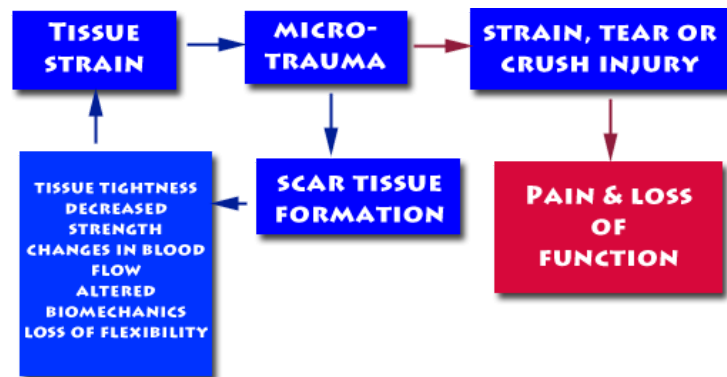 TISSUE
STRAIN
MICRO-
TRAUMA
STRAIN, TEAR OR
CRUSH INJURY
TISSUE TIGHTNESS
DECREASED
STRENGTH
CHANGES IN BLOOD
FLOW
ALTERED
BIOMECHANICS
LOSS OF FLEXIBILITY
SCAR TISSUE
FORMATION
PAIN & LOSS
OF
FUNCTION